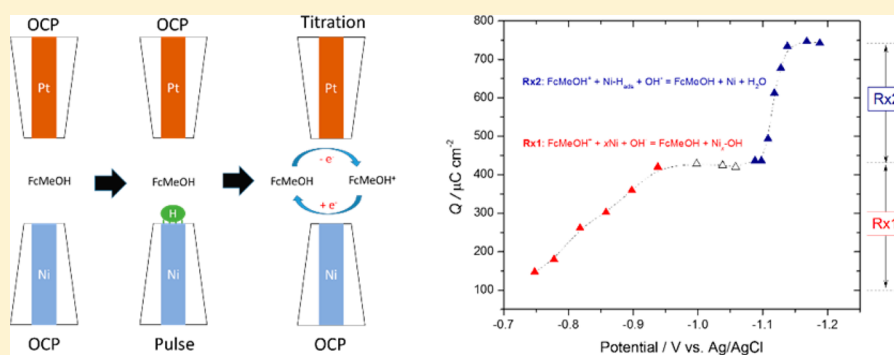 OCP
OCP
Titration
Pt
Pt
Pt
FcMeOH
FcMeOH
FcMeOH
FcMeOH⁺
- e⁻
+ e⁻
H
Ni
Ni
Ni
OCP
Pulse
OCP
Q / μC cm⁻²
800
700
600
500
400
300
200
100
Rx2: FcMeOH⁺ + Ni-Hads + OH⁻ = FcMeOH + Ni + H₂O
Rx1: FcMeOH⁺ + xNi + OH⁻ = FcMeOH + Niₓ-OH
Rx2
Rx1
-0.7 -0.8 -0.9 -1.0 -1.1 -1.2
Potential / V vs. Ag/AgCl